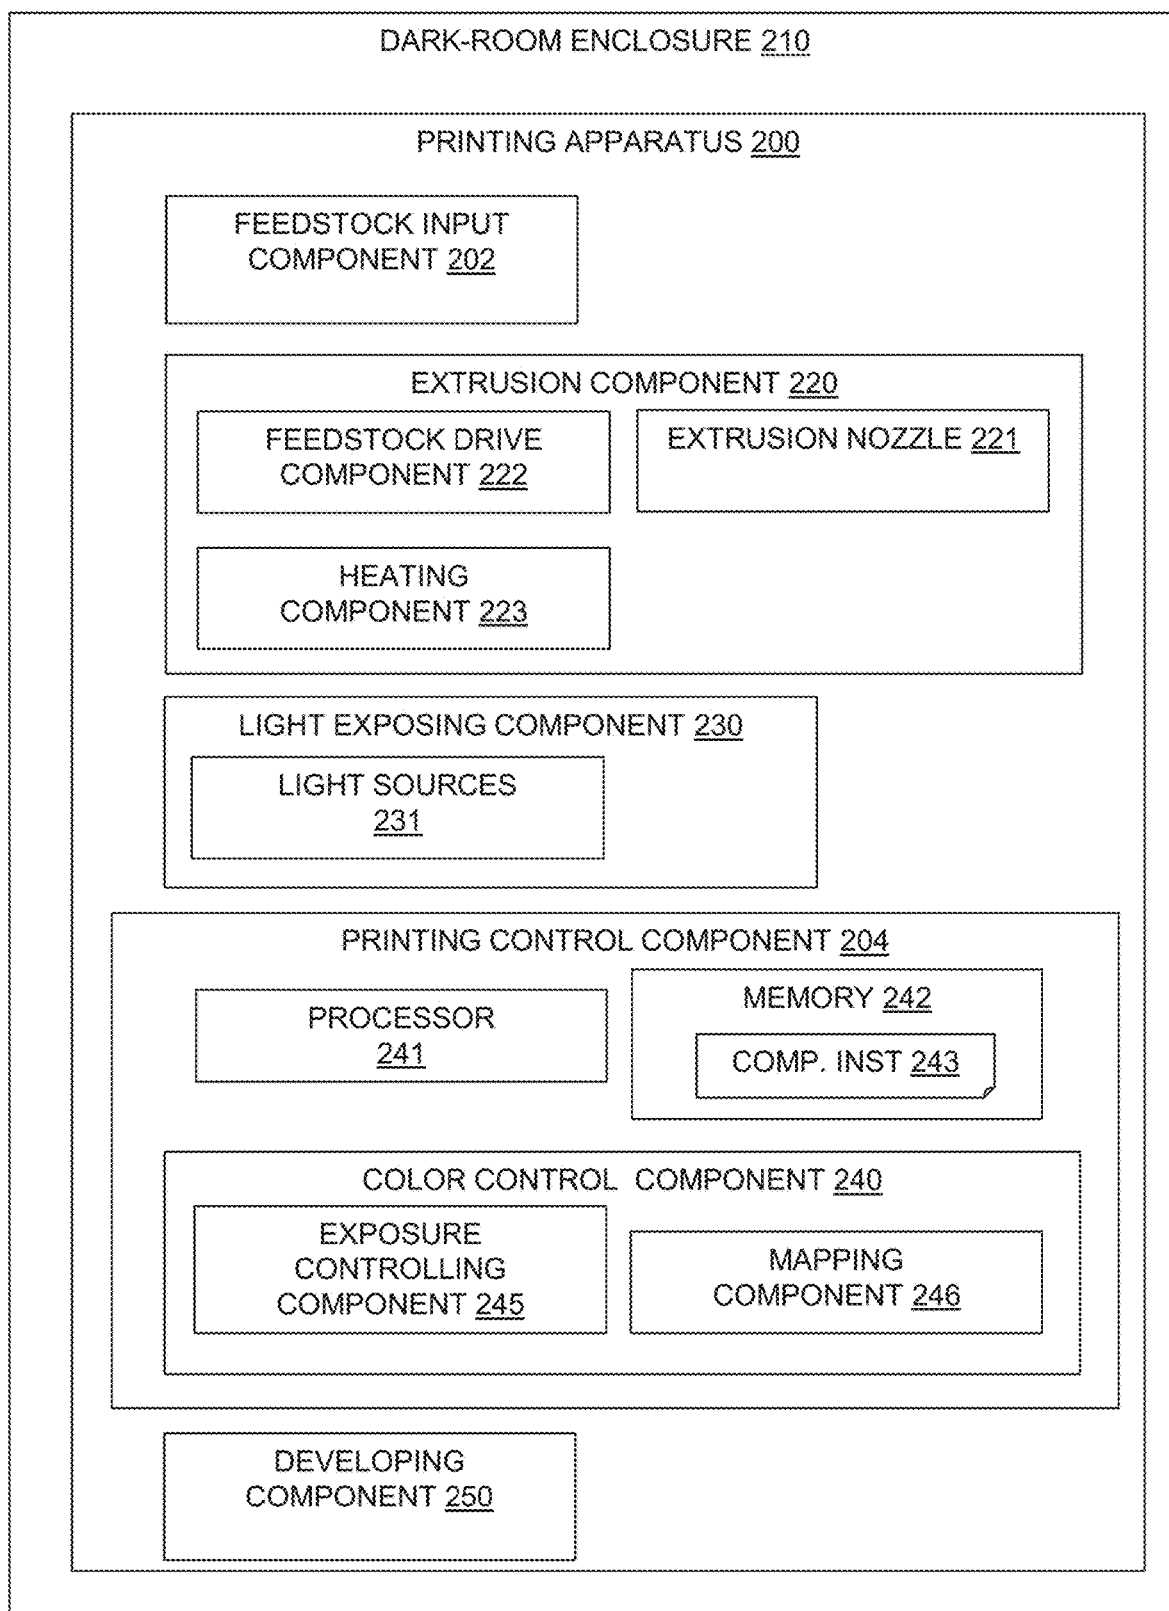 DARK-ROOM ENCLOSURE 210
PRINTING APPARATUS 200
FEEDSTOCK INPUT
COMPONENT 202
EXTRUSION COMPONENT 220
FEEDSTOCK DRIVE
COMPONENT 222
EXTRUSION NOZZLE 221
HEATING
COMPONENT 223
LIGHT EXPOSING COMPONENT 230
LIGHT SOURCES
231
PRINTING CONTROL COMPONENT 204
PROCESSOR
241
MEMORY 242
COMP. INST 243
COLOR CONTROL COMPONENT 240
EXPOSURE
CONTROLLING
COMPONENT 245
MAPPING
COMPONENT 246
DEVELOPING
COMPONENT 250